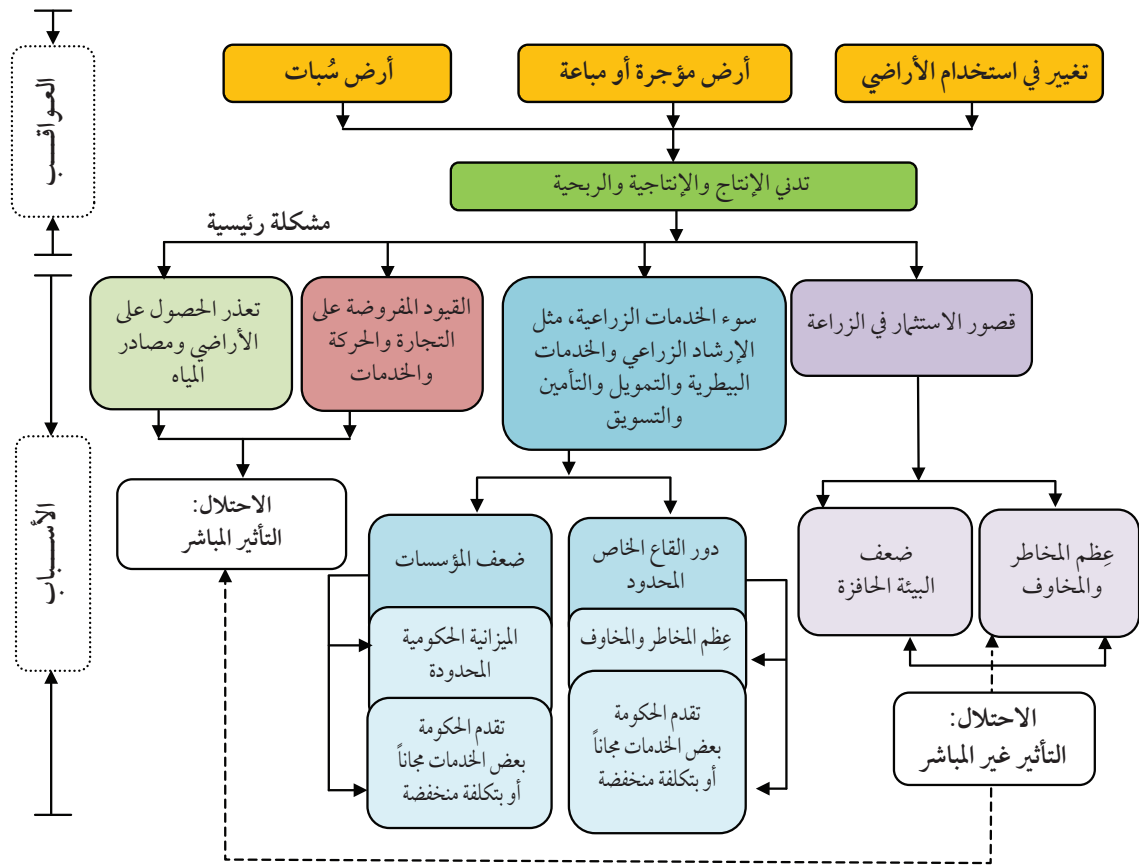 العواقب
تغيير في استخدام الأراضي
أرض مؤجرة أو مباعة
أرض سُبات
تدني الإنتاج والإنتاجية والربحية
مشكلة رئيسية
قصور الاستثمار في الزراعة
سوء الخدمات الزراعية، مثل
الإرشاد الزراعي والخدمات
البيطرية والتمويل والتأمين
والتسويق
القيود المفروضة على
التجارة والحركة
والخدمات
تعذر الحصول على
الأراضي ومصادر
المياه
الأسباب
عِظم المخاطر
والمخاوف
ضعف
البيئة الحافزة
دور القاع الخاص
المحدود
عِظم المخاطر والمخاوف
تقدم الحكومة
بعض الخدمات مجاناً
أو بتكلفة منخفضة
ضعف المؤسسات
الميزانية الحكومية
المحدودة
تقدم الحكومة
بعض الخدمات مجاناً
أو بتكلفة منخفضة
الاحتلال:
التأثير المباشر
الاحتلال:
التأثير غير المباشر